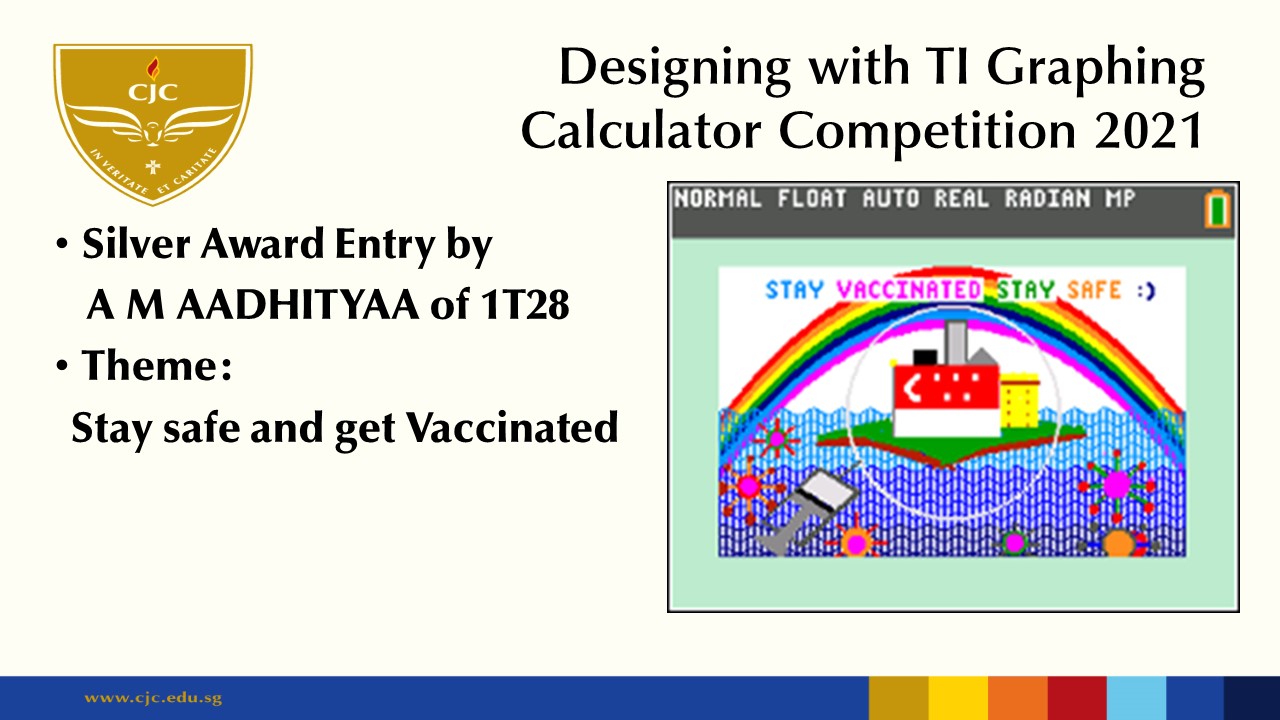 CJC
IN VERITATE ET CARITATE
Designing with TI Graphing
Calculator Competition 2021
• Silver Award Entry by
A M AADHITYAA of 1T28
• Theme:
Stay safe and get Vaccinated
NORMAL FLOAT AUTO REAL RADIAN MP
STAY VACCINATED STAY SAFE :)
www.cjc.edu.sg